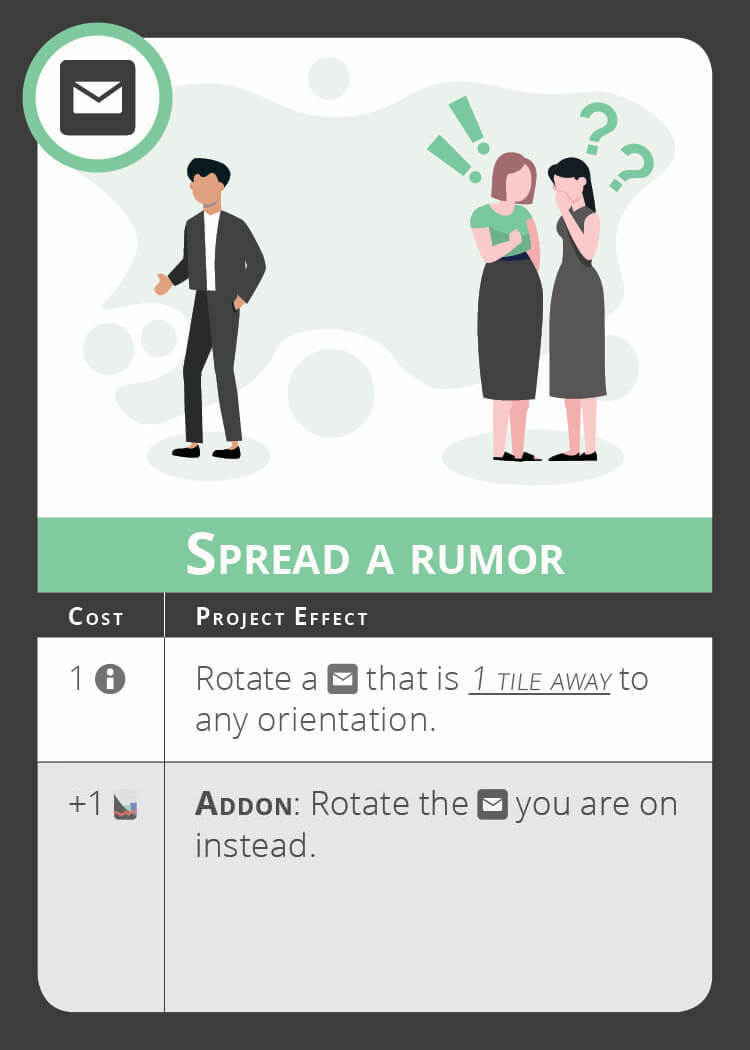 !! ??
SPREAD A RUMOR
COST PROJECT EFFECT
1 Rotate a that is 1 TILE AWAY to
any orientation.
+1 ADDON: Rotate the you are on
instead.